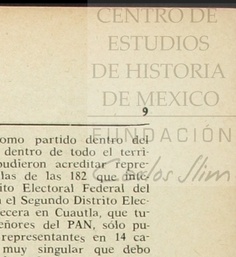 CENTRO DE
ESTUDIOS
DE HISTORIA
DE MEXICO
9
FUNDACIÓN
Carlos Slim
omo partido dentro del
dentro de todo el terri-
pudieron acreditar repre-
las de las 182 que
ito Electoral Federal del
el Segundo Distrito Elec-
ecera en Cuautla, que tu-
eñores del PAN, sólo pu-
representantes en 14 ca-
muy singular que debo